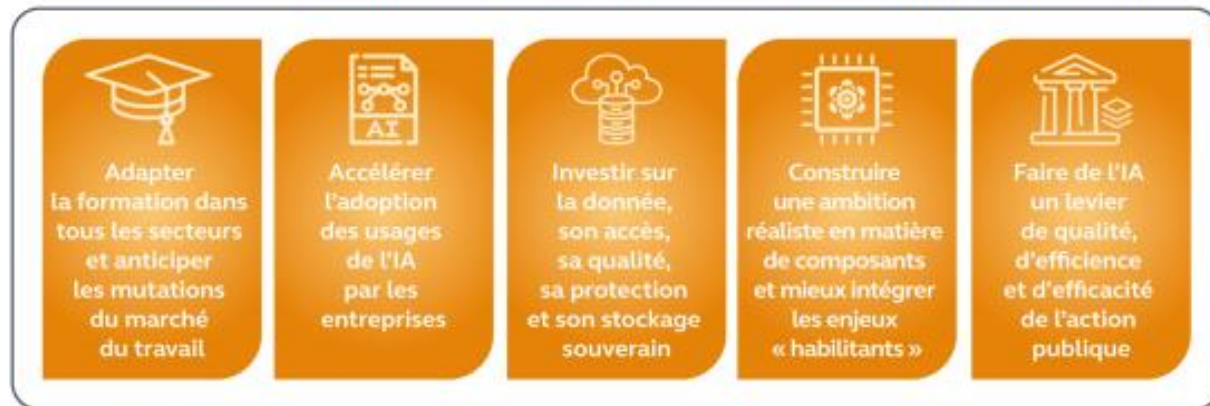 Adapter
la formation dans
tous les secteurs
et anticiper
les mutations
du marché
du travail
AI
Accélérer
l'adoption
des usages
de l'IA
par les
entreprises
Investir sur
la donnée,
son accès,
sa qualité,
sa protection
et son stockage
souverain
Construire
une ambition
réaliste en matière
de composants
et mieux intégrer
les enjeux
« habilitants »
Faire de l'IA
un levier
de qualité,
d'efficience
et d'efficacité
de l'action
publique